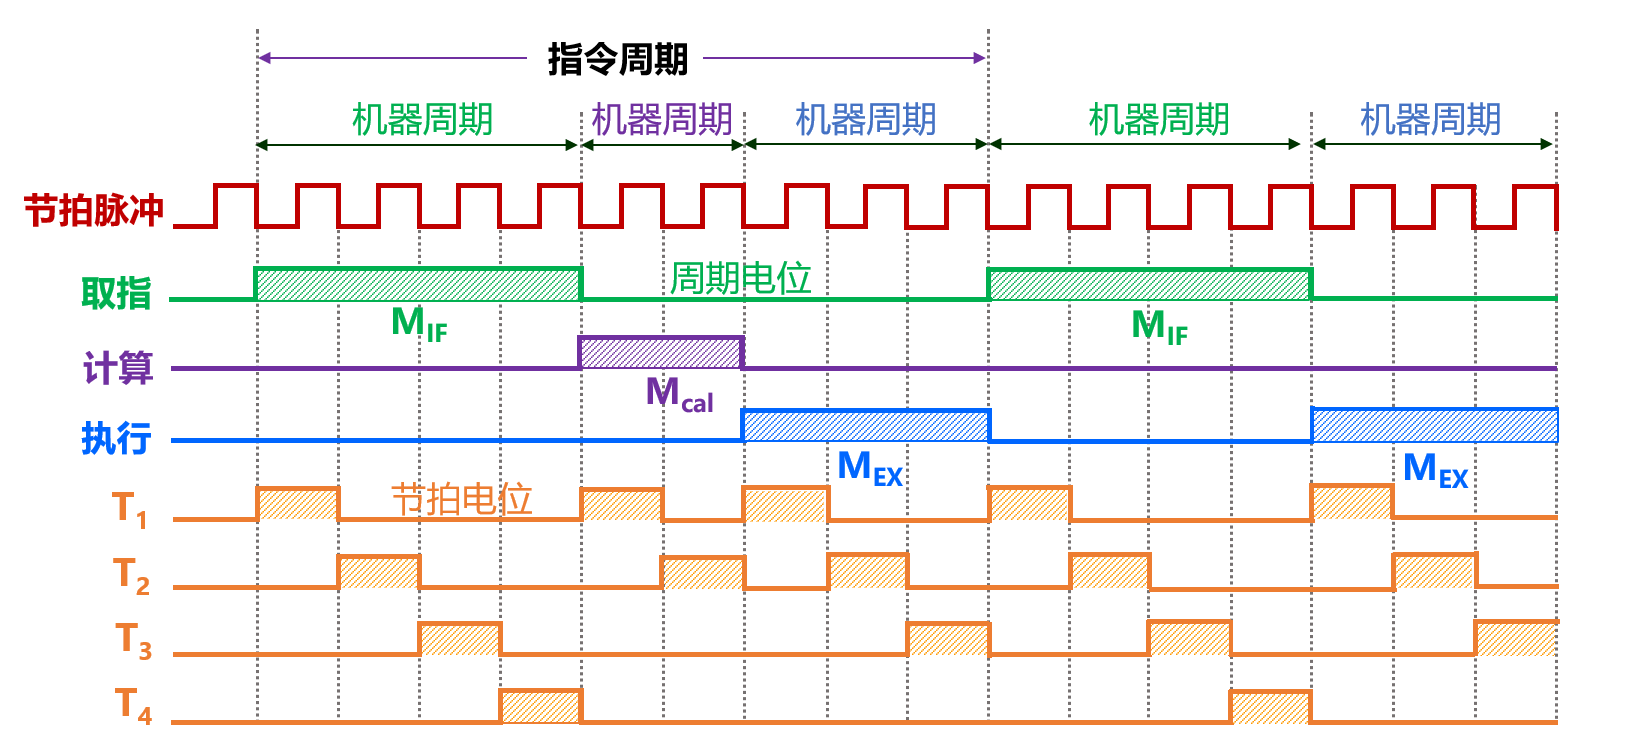 指令周期
机器周期 机器周期 机器周期 机器周期 机器周期
节拍脉冲
取指 周期电位
MIF MIF
计算
Mcal
执行
MEX MEX
T1 节拍电位
T2
T3
T4